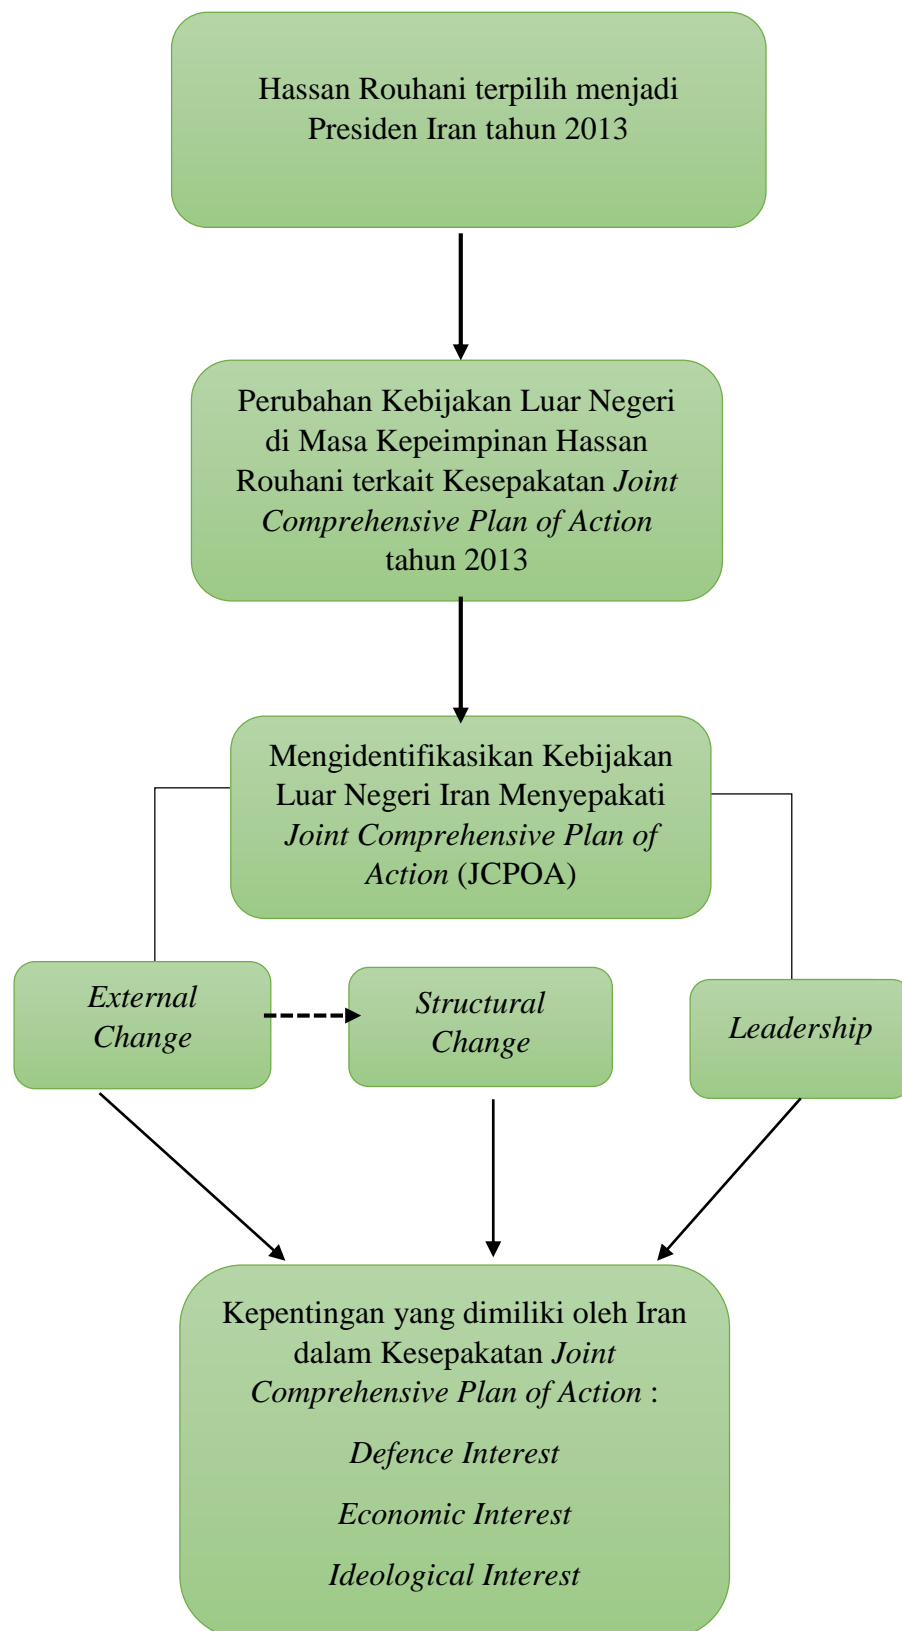 Hassan Rouhani terpilih menjadi
Presiden Iran tahun 2013
Perubahan Kebijakan Luar Negeri
di Masa Kepeimpinan Hassan
Rouhani terkait Kesepakatan Joint
Comprehensive Plan of Action
tahun 2013
Mengidentifikasikan Kebijakan
Luar Negeri Iran Menyepakati
Joint Comprehensive Plan of
Action (JCPOA)
External
Change
Structural
Change
Leadership
Kepentingan yang dimiliki oleh Iran
dalam Kesepakatan Joint
Comprehensive Plan of Action :
Defence Interest
Economic Interest
Ideological Interest